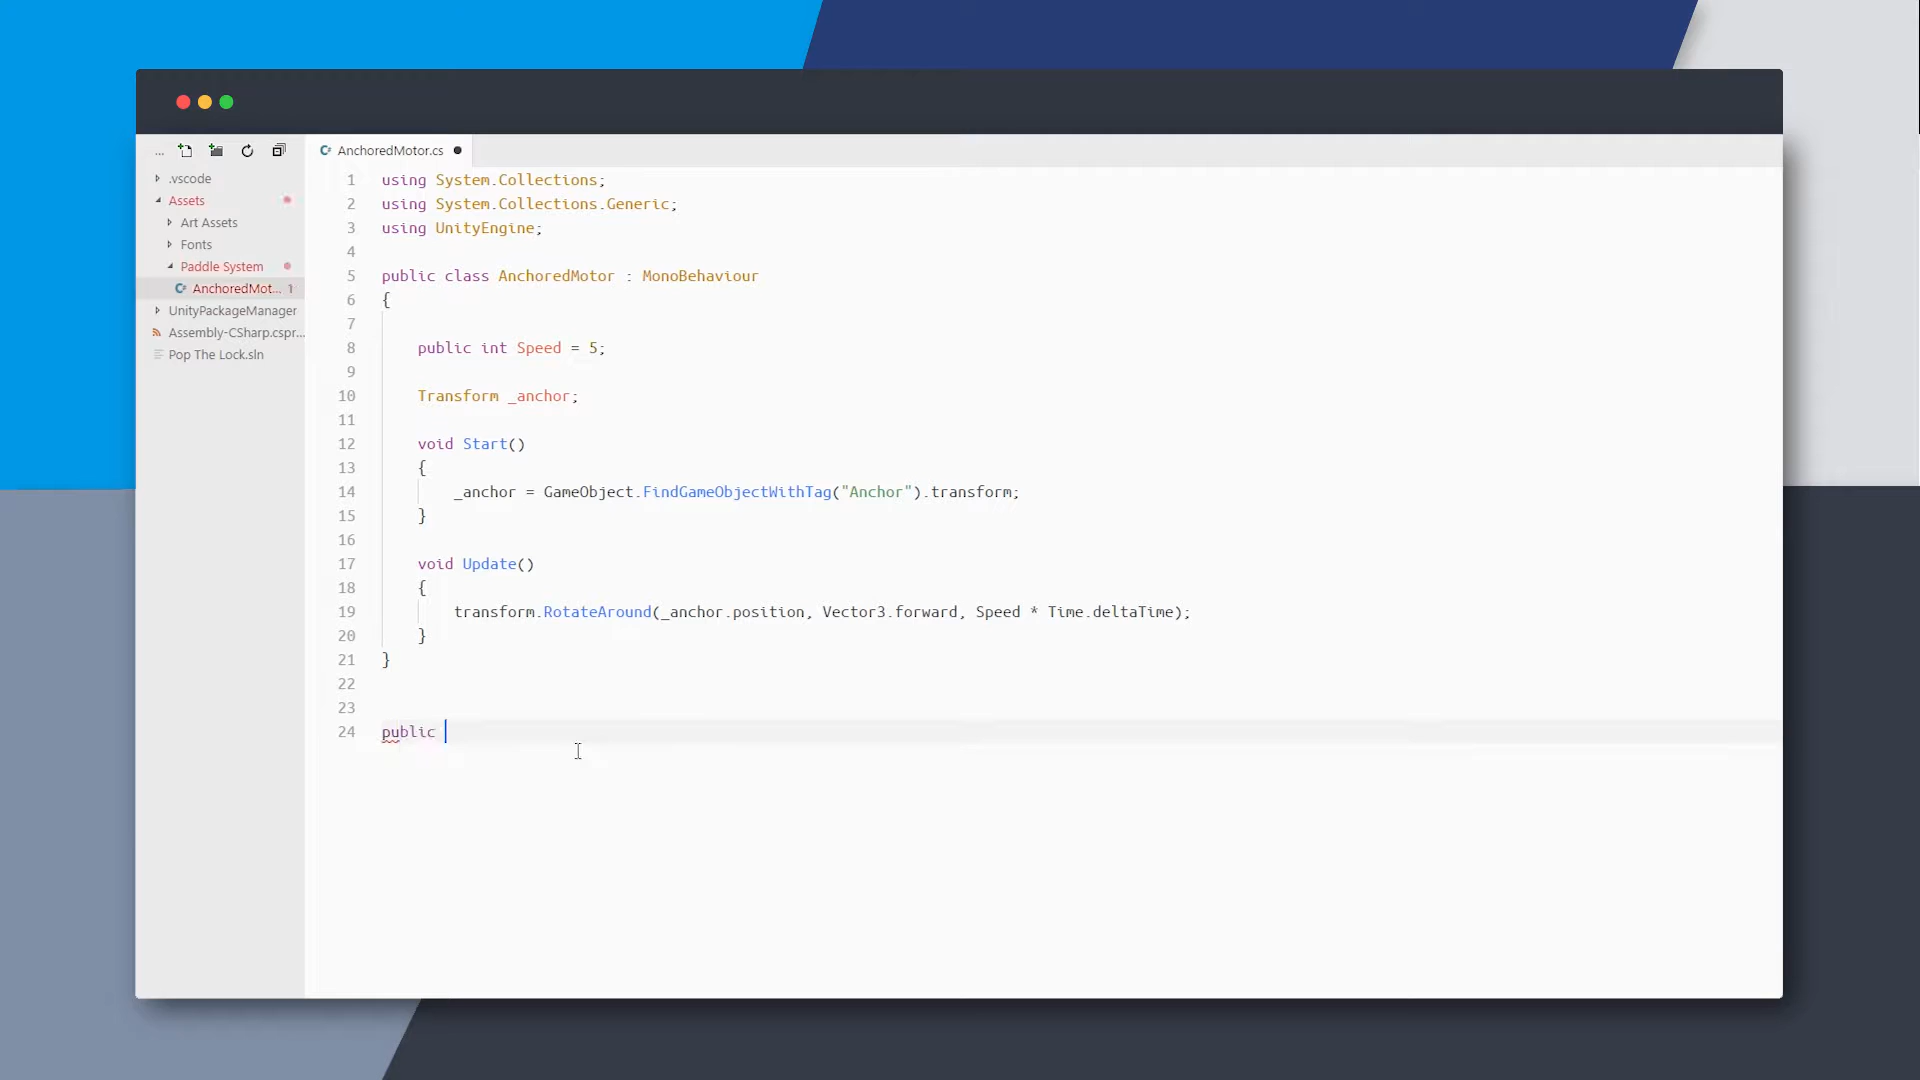 ...
AnchoredMotor.cs
.vscode
Assets
Art Assets
Fonts
Paddle System
AnchoredMot... 1
UnityPackageManager
Assembly-CSharp.cspr...
Pop The Lock.sln
1 using System.Collections;
2 using System.Collections.Generic;
3 using UnityEngine;
4
5 public class AnchoredMotor : MonoBehaviour
6 {
7
8 public int Speed = 5;
9
10 Transform _anchor;
11
12 void Start()
13 {
14 _anchor = GameObject.FindGameObjectWithTag("Anchor").transform;
15 }
16
17 void Update()
18 {
19 transform.RotateAround(_anchor.position, Vector3.forward, Speed * Time.deltaTime);
20 }
21 }
22
23
24 public